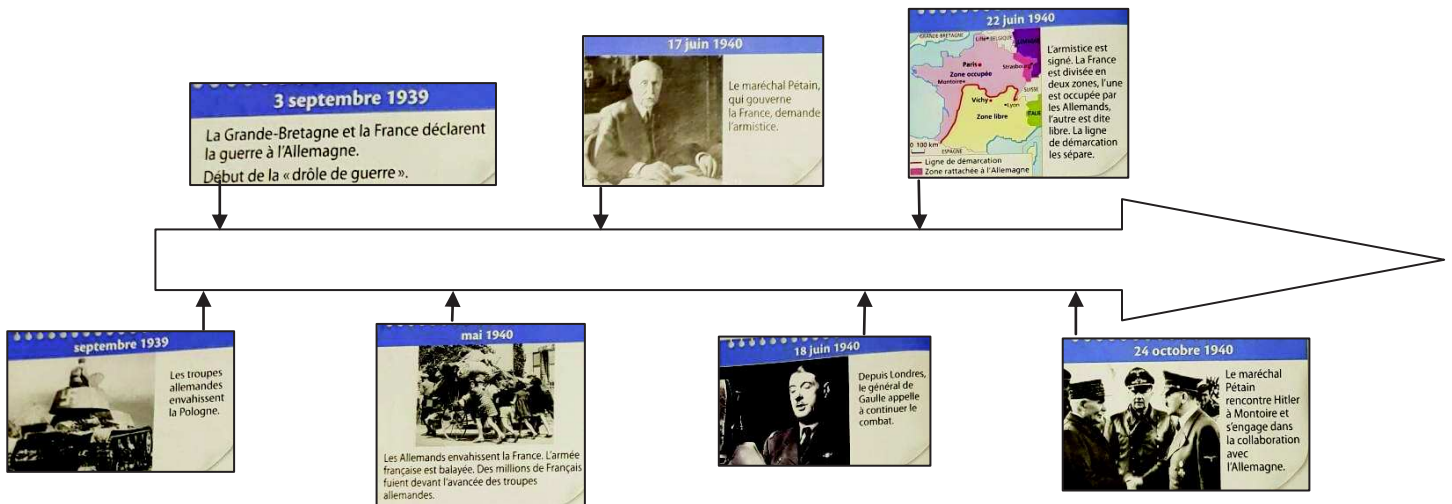 3 septembre 1939
La Grande-Bretagne et la France déclarent
la guerre à l'Allemagne.
Début de la « drôle de guerre ».
17 juin 1940
Le maréchal Pétain,
qui gouverne
la France, demande
l'armistice.
22 juin 1940
GRANDE-BRETAGNE
Lille BELGIQUE
Paris
Strasbourg
Zone occupée
Montoire
SUISSE
Vichy
Lyon
Zone libre
ITALIE
0 100 km
ESPAGNE
Ligne de démarcation
Zone rattachée à l'Allemagne
L'armistice est
signé. La France
est divisée en
deux zones, l'une
est occupée par
les Allemands,
l'autre est dite
libre. La ligne
de démarcation
les sépare.
septembre 1939
Les troupes
allemandes
envahissent
la Pologne.
mai 1940
Les Allemands envahissent la France. L'armée
française est balayée. Des millions de Français
fuient devant l'avancée des troupes
allemandes.
18 juin 1940
Depuis Londres,
le général de
Gaulle appelle
à continuer le
combat.
24 octobre 1940
Le maréchal
Pétain
rencontre Hitler
à Montoire et
s'engage dans
la collaboration
avec
l'Allemagne.